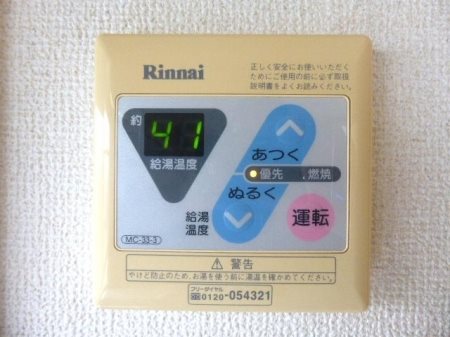 Rinnai
正しく安全にお使いいただく
ためにご使用の前に必ず取扱
説明書をよくお読みください。
約
41
給湯温度
あつく
優先 燃焼
ぬるく
給湯
温度
運転
MC-33-3
警告
やけど防止のため、お湯を使う前に湯温を確かめてください。
フリーダイヤル
0120-054321